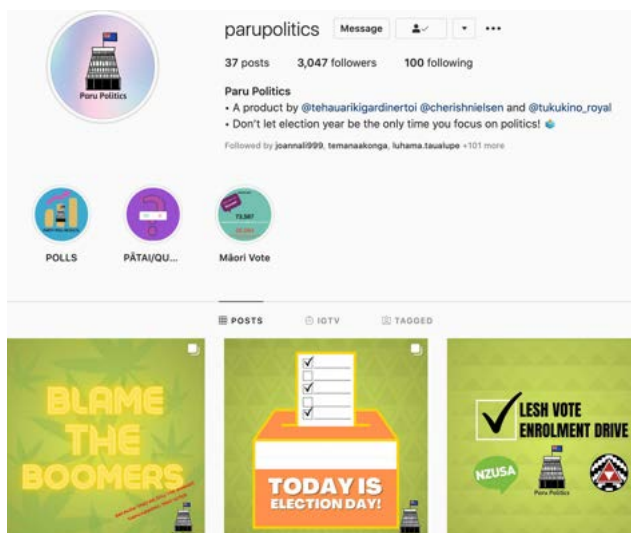 parupolitics Message
37 posts 3,047 followers 100 following
Paru Politics
• A product by @tehauarikigardinertoi @cherishnielsen and @tukukino_royal
• Don't let election year be the only time you focus on politics!
Followed by joannali999, temanaakonga, luhama.taualupe +101 more
Paru Politics
POLLS PĀTAI/QU... Māori Vote
73,567
POSTS IGTV TAGGED
BLAME
THE
BOOMERS
TODAY IS
ELECTION DAY!
LESH VOTE
ENROLMENT DRIVE
NZUSA
Paru Politics